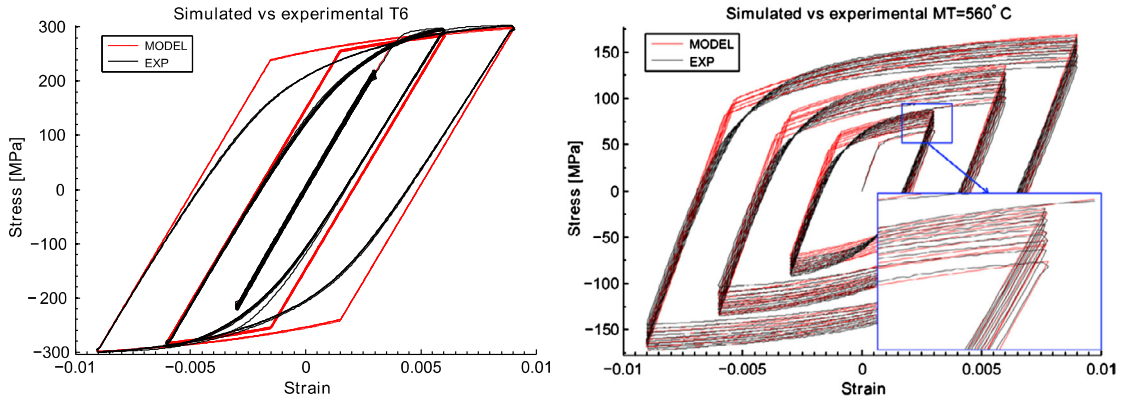 Simulated vs experimental T6
MODEL
EXP
300
200
100
0
−100
−200
−300
−0.01
−0.005
0
0.005
0.01
Stress [MPa]
Strain
Simulated vs experimental MT=560° C
MODEL
EXP
150
100
50
0
−50
−100
−150
−0.01
−0.005
0
0.005
0.01
Stress [MPa]
Strain